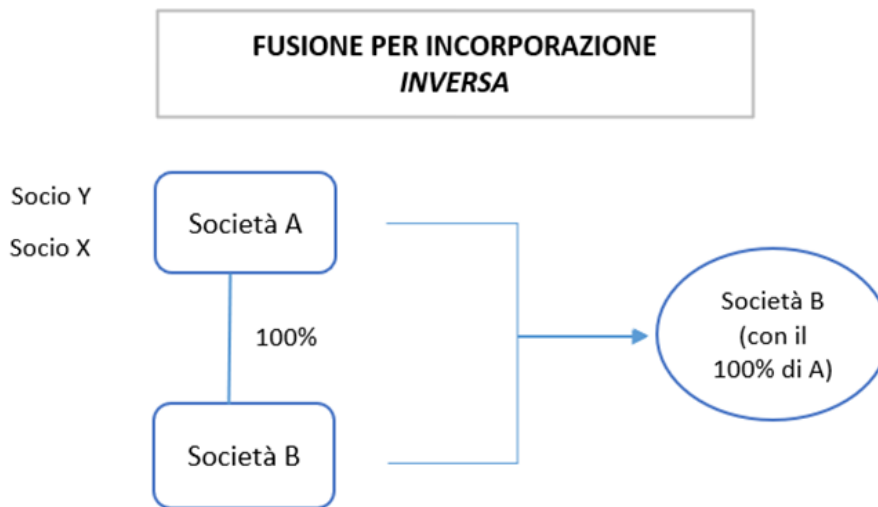 FUSIONE PER INCORPORAZIONE
INVERSA
Socio Y
Socio X
Società A
100%
Società B
Società B
(con il
100% di A)